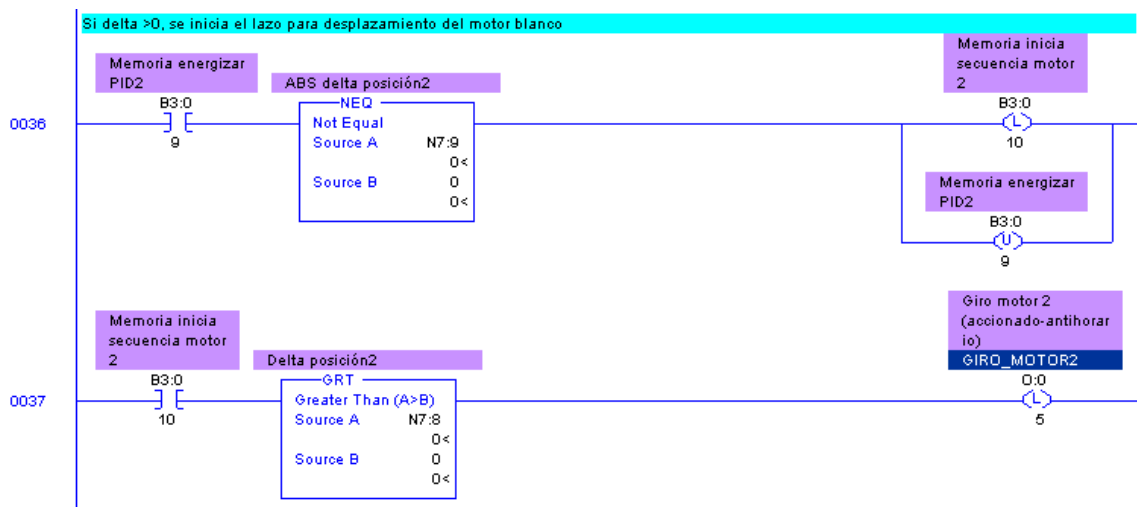 Si delta >0, se inicia el lazo para desplazamiento del motor blanco
Memoria energizar
PID2
B3:0
9
ABS delta posición2
NEQ
Not Equal
Source A N7:9
0<
Source B 0
0<
Memoria inicia
secuencia motor
2
B3:0
L
10
0036
Memoria energizar
PID2
B3:0
U
9
Memoria inicia
secuencia motor
2
B3:0
10
Delta posición2
GRT
Greater Than (A>B)
Source A N7:8
0<
Source B 0
0<
Giro motor 2
(accionado-antihorar
io)
GIRO_MOTOR2
O:0
L
5
0037